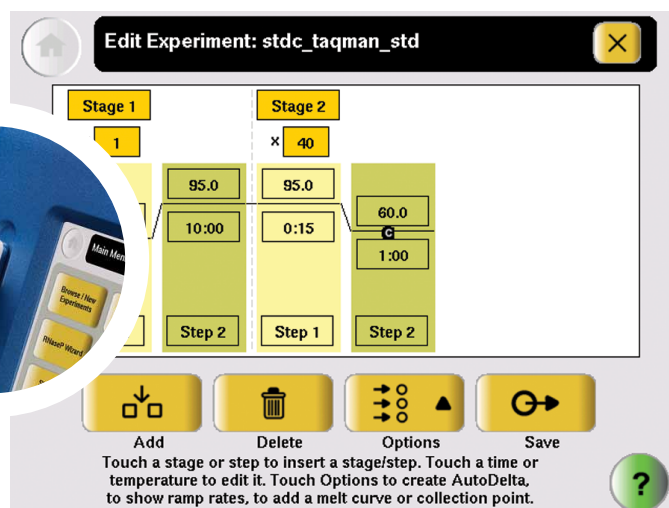 Edit Experiment: stdc_taqman_std
Stage 1
Stage 2
1
× 40
95.0
95.0
60.0
10:00
0:15
C
1:00
Step 2
Step 1
Step 2
Main Men
Browse / New
Experiments
RNaseP Wizard
Add
Delete
Options
Save
Touch a stage or step to insert a stage/step. Touch a time or
temperature to edit it. Touch Options to create AutoDelta,
to show ramp rates, to add a melt curve or collection point.
?